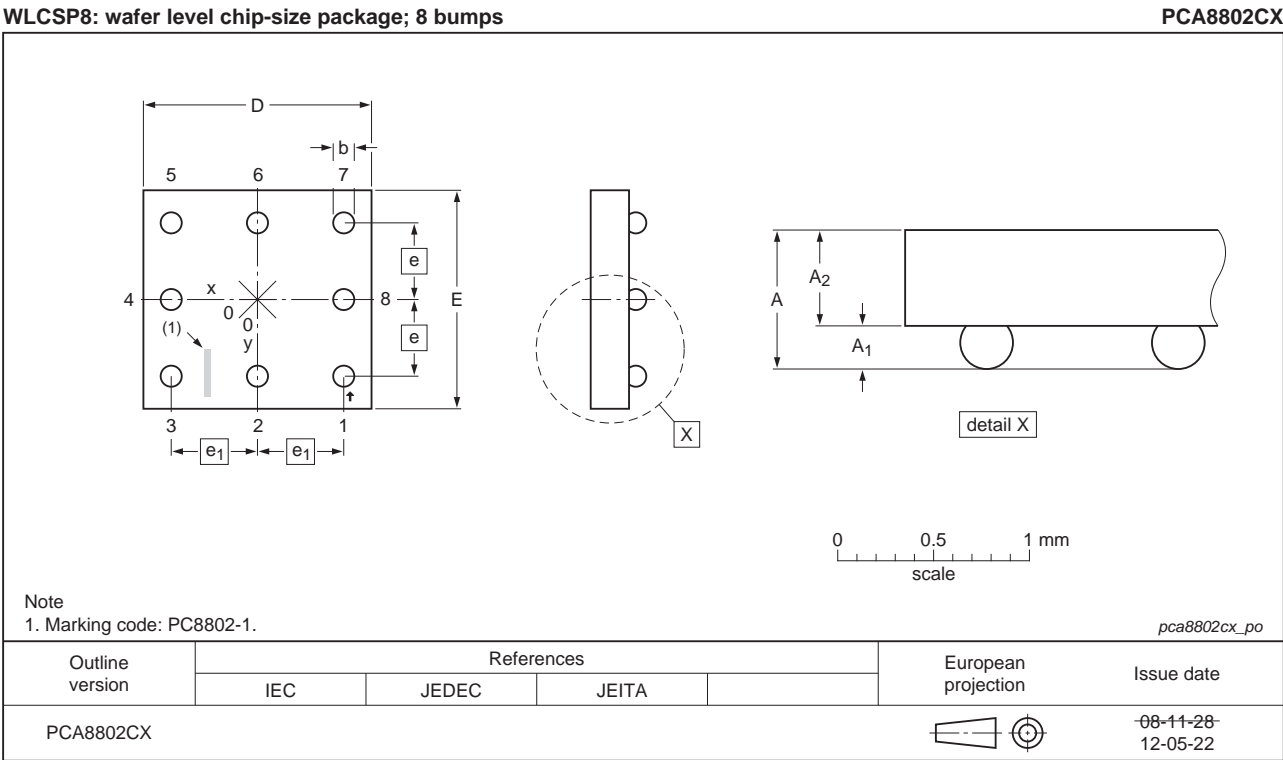 WLCSP8: wafer level chip-size package; 8 bumps PCA8802CX
D
b
5 6 7
e
A2
4 x 8 E A
0
0
(1)
y
e
A1
3 2 1
e1 e1
X
detail X
0 0.5 1 mm
scale
Note
1. Marking code: PC8802-1.
pca8802cx_po
Outline version
References
European projection
Issue date
IEC JEDEC JEITA
PCA8802CX
08-11-28
12-05-22